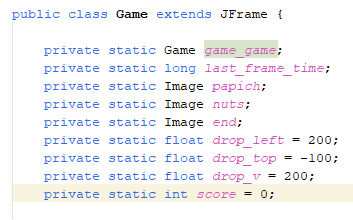 public class Game extends JFrame {
private static Game game_game;
private static long last_frame_time;
private static Image papich;
private static Image nuts;
private static Image end;
private static float drop_left = 200;
private static float drop_top = -100;
private static float drop_v = 200;
private static int score = 0;